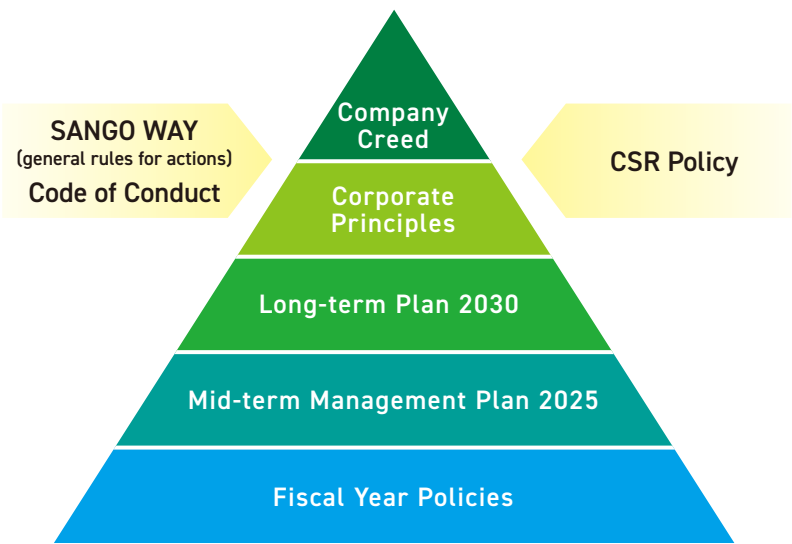 Company
Creed
SANGO WAY
(general rules for actions)
Code of Conduct
CSR Policy
Corporate
Principles
Long-term Plan 2030
Mid-term Management Plan 2025
Fiscal Year Policies